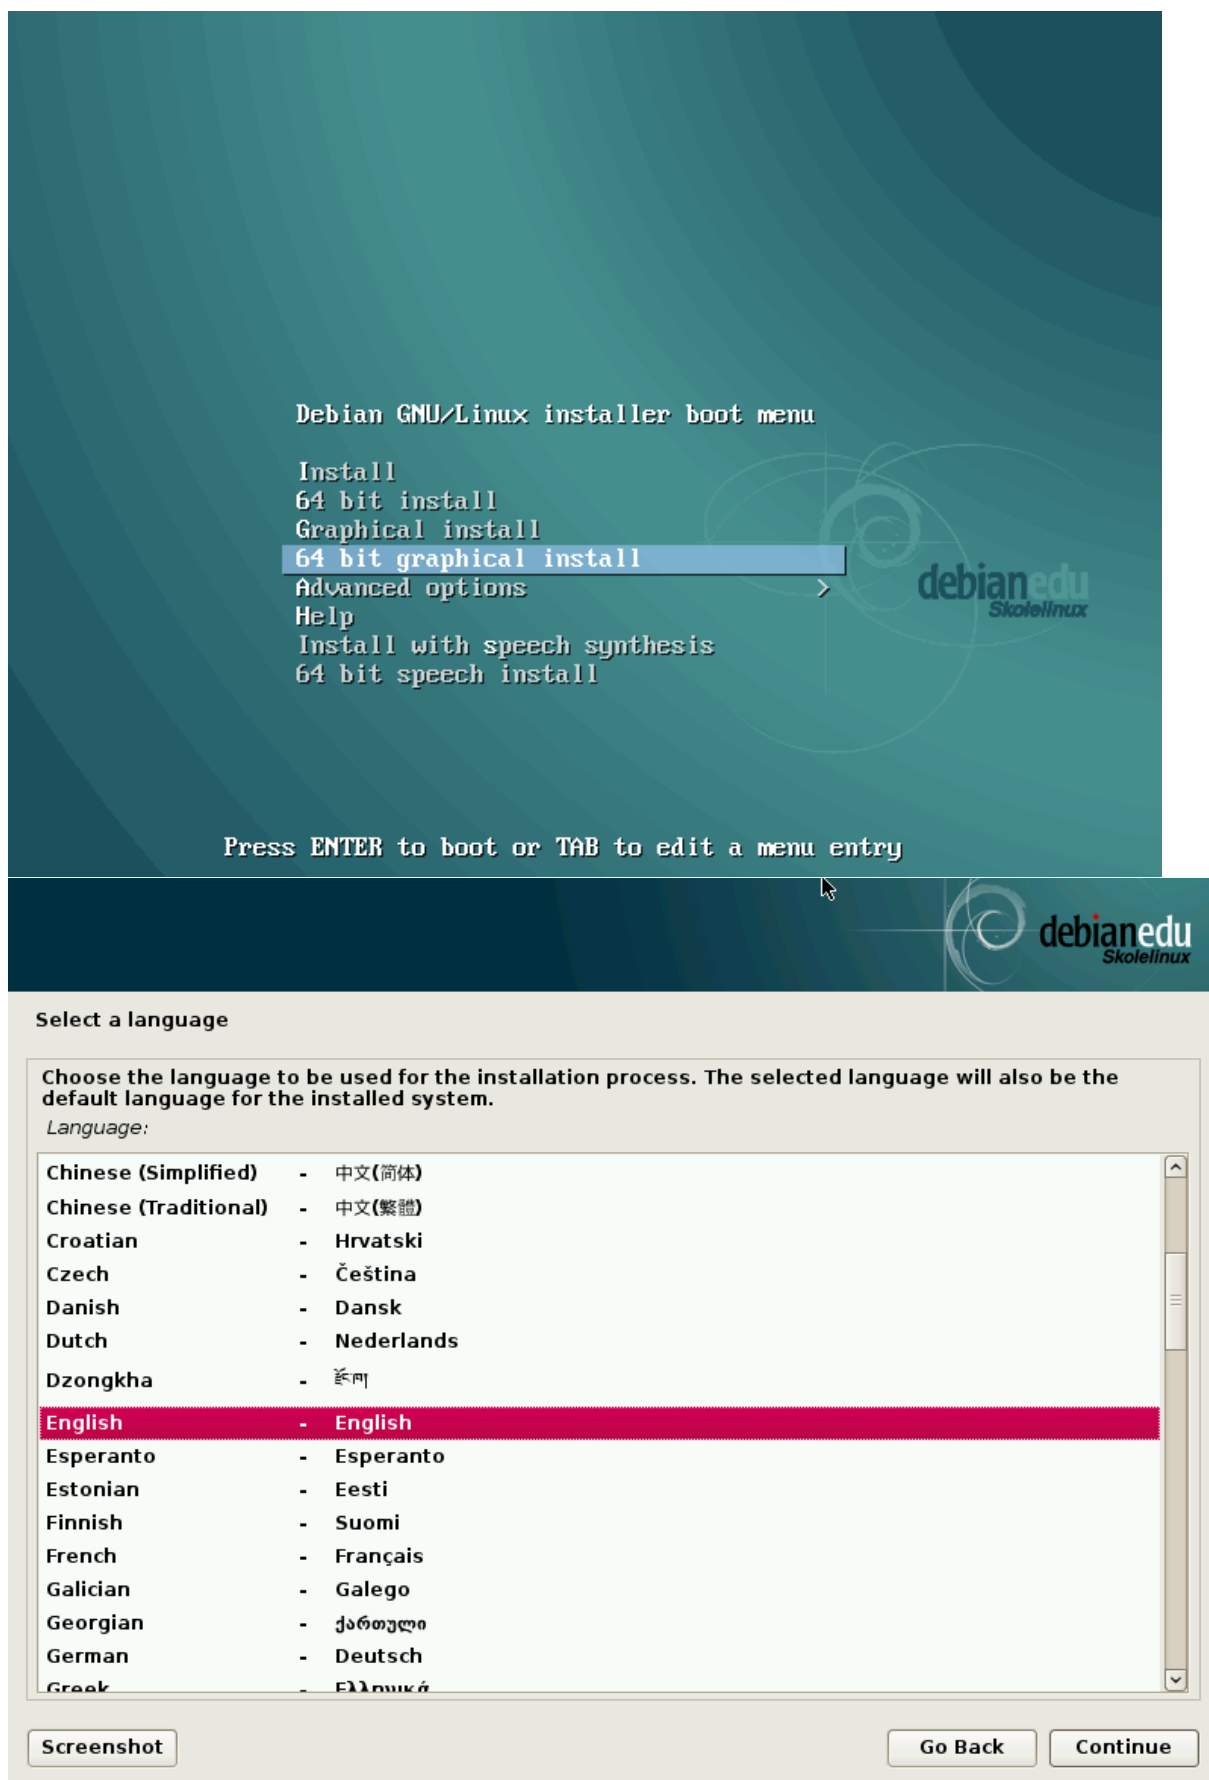 Debian GNU/Linux installer boot menu
Install
64 bit install
Graphical install
64 bit graphical install
Advanced options >
Help
Install with speech synthesis
64 bit speech install
debianedu
Skolelinux
Press ENTER to boot or TAB to edit a menu entry
debianedu
Skolelinux
Select a language
Choose the language to be used for the installation process. The selected language will also be the
default language for the installed system.
Language:
Chinese (Simplified) - 中文(简体)
Chinese (Traditional) - 中文(繁體)
Croatian - Hrvatski
Czech - Čeština
Danish - Dansk
Dutch - Nederlands
Dzongkha - རྫོང་ཁ།
English - English
Esperanto - Esperanto
Estonian - Eesti
Finnish - Suomi
French - Français
Galician - Galego
Georgian - ქართული
German - Deutsch
Greek - Ελληνικά
Screenshot Go Back Continue